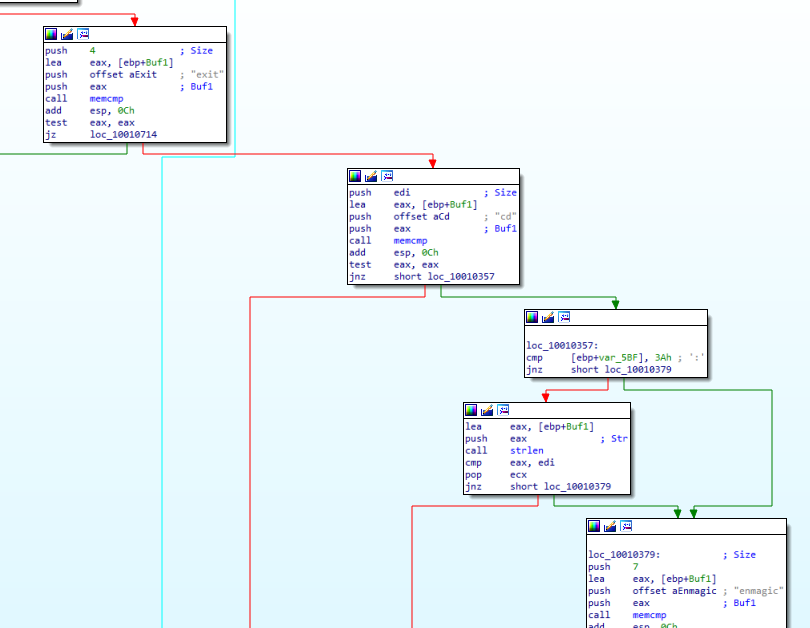 push 4 ; Size
lea eax, [ebp+Buf1]
push offset aExit ; "exit"
push eax ; Buf1
call memcmp
add esp, 0Ch
test eax, eax
jz loc_10010714
push edi ; Size
lea eax, [ebp+Buf1]
push offset aCd ; "cd"
push eax ; Buf1
call memcmp
add esp, 0Ch
test eax, eax
jnz short loc_10010357
loc_10010357:
cmp [ebp+var_5BF], 3Ah ; ':'
jnz short loc_10010379
lea eax, [ebp+Buf1]
push eax ; Str
call strlen
cmp eax, edi
pop ecx
jnz short loc_10010379
loc_10010379: ; Size
push 7
lea eax, [ebp+Buf1]
push offset aEnmagic ; "enmagic"
push eax ; Buf1
call memcmp
add esp, 0Ch